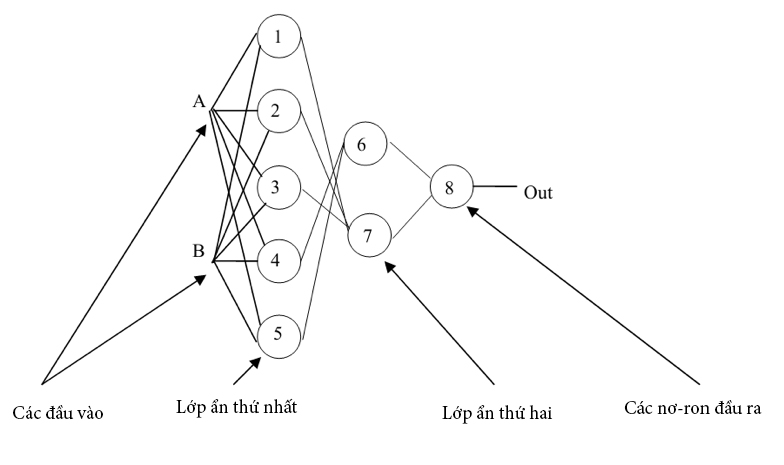 1
A
2
6
3
8
Out
B
7
4
5
Các đầu vào
Lớp ẩn thứ nhất
Lớp ẩn thứ hai
Các nơ-ron đầu ra